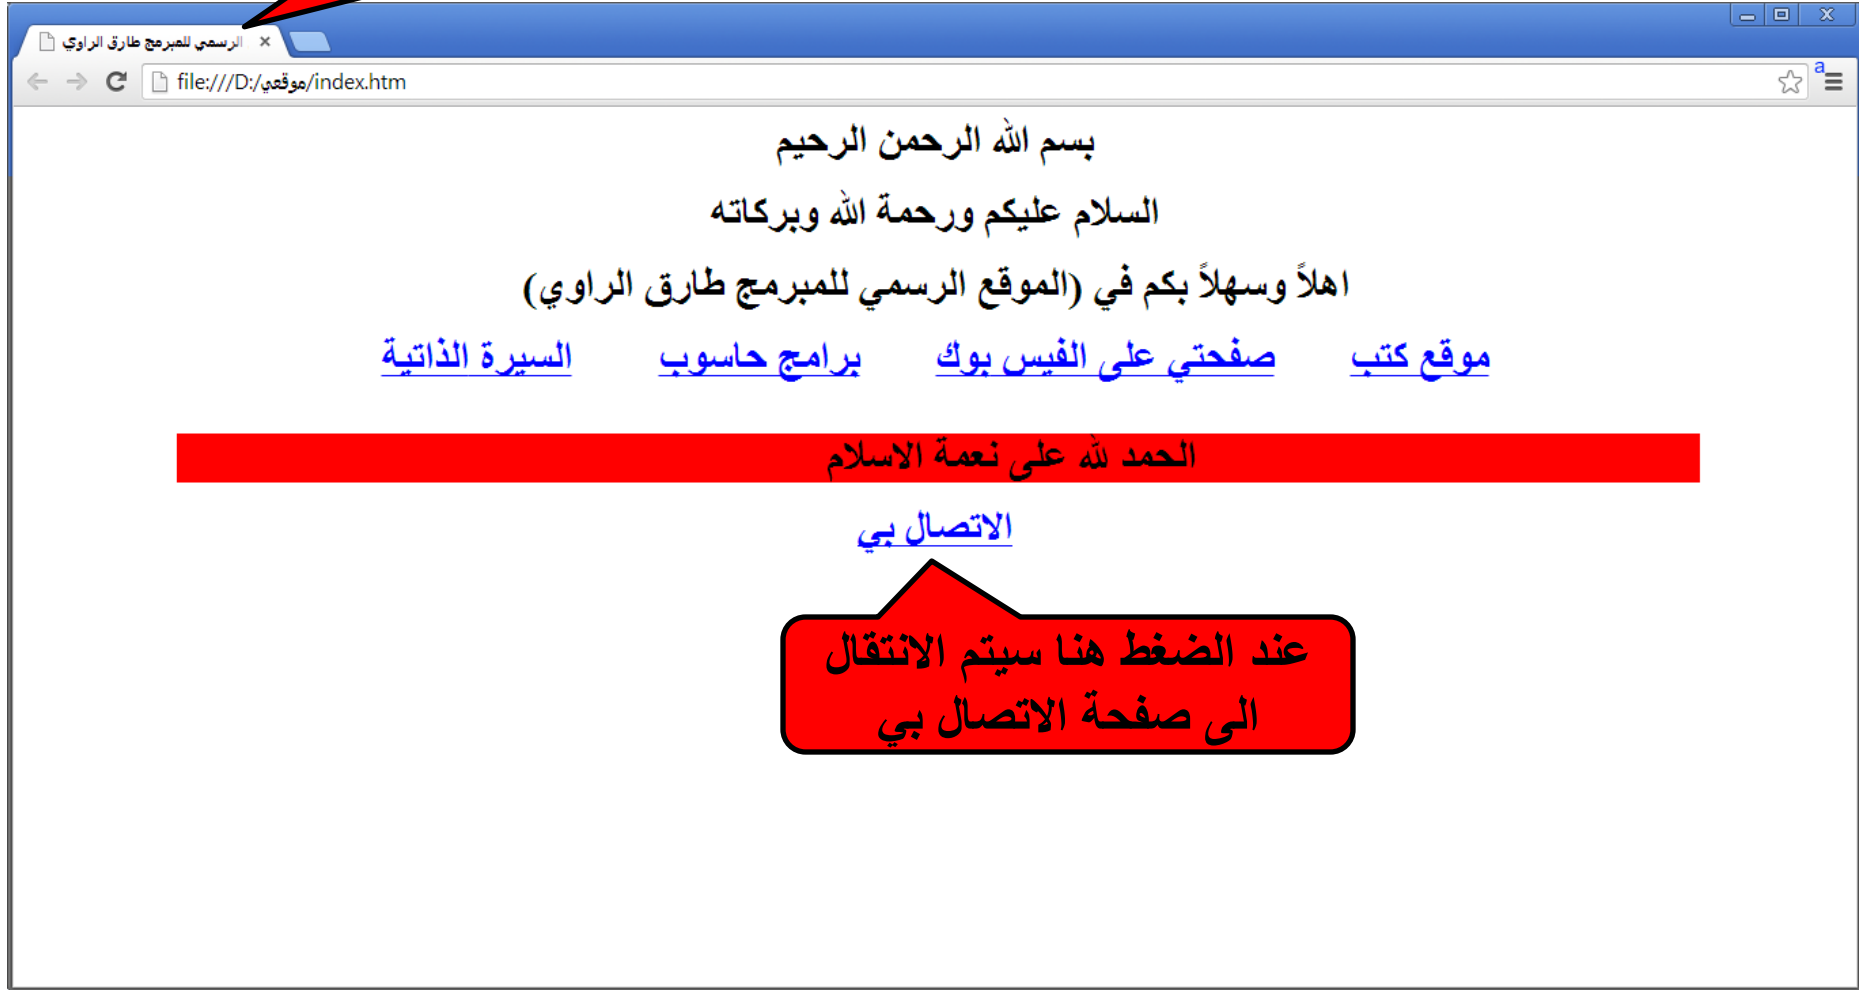 الرسمي للمبرمج طارق الراوي ×
file:///D:/موقعي/index.htm
a
بسم الله الرحمن الرحيم
السلام عليكم ورحمة الله وبركاته
اهلاً وسهلاً بكم في (الموقع الرسمي للمبرمج طارق الراوي)
موقع كتب صفحتي على الفيس بوك برامج حاسوب السيرة الذاتية
الحمد لله على نعمة الاسلام
الاتصال بي
عند الضغط هنا سيتم الانتقال
الى صفحة الاتصال بي